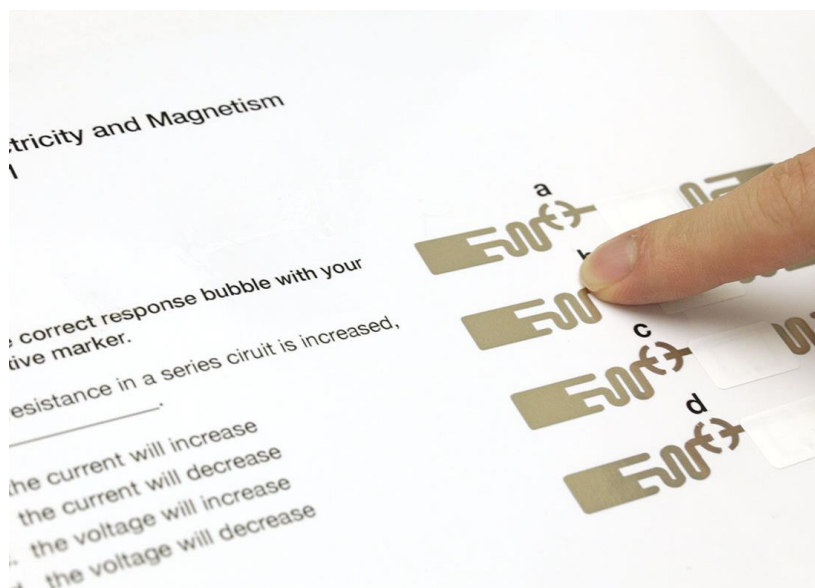 tricity and Magnetism
correct response bubble with your
tive marker.
esistance in a series ciruit is increased,
he current will increase
the current will decrease
the voltage will increase
the voltage will decrease
a
b
c
d